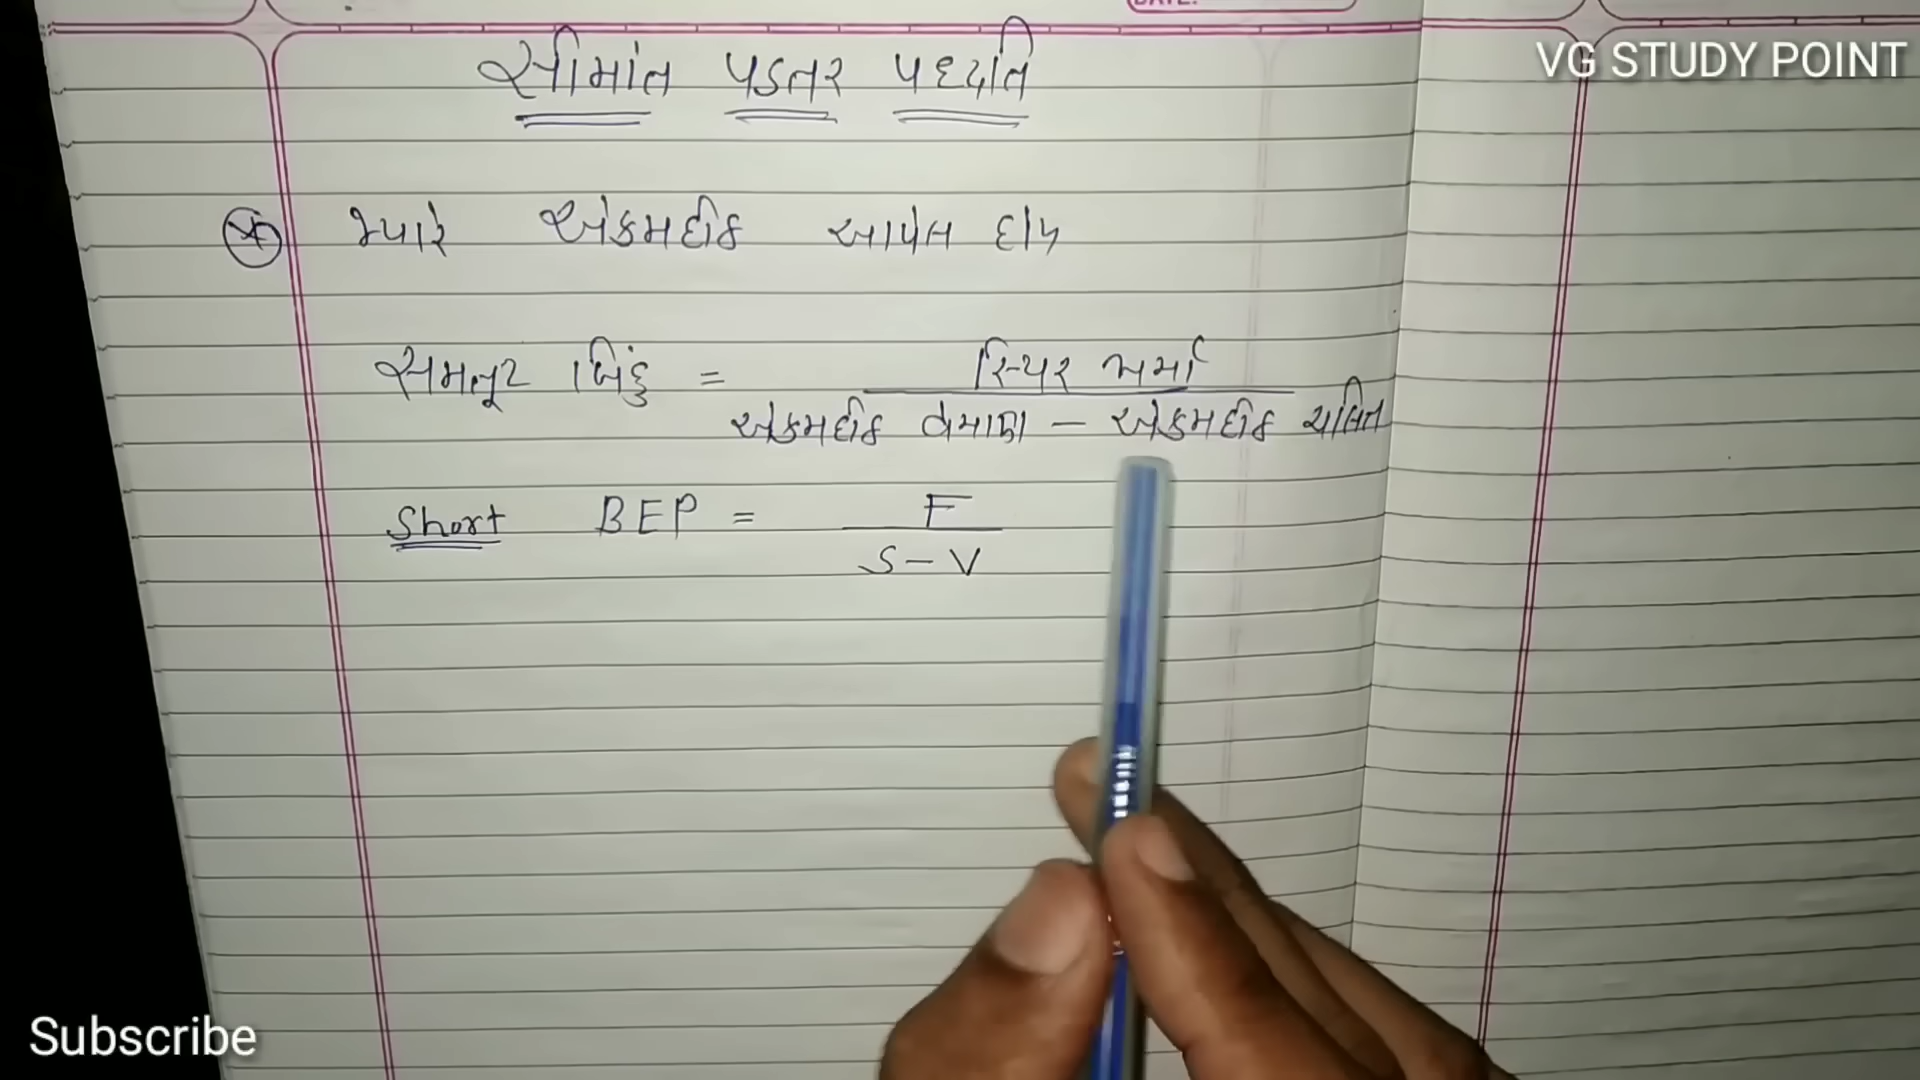 VG STUDY POINT
સીમાંત પડતર પદ્ધતિ
જ્યારે એકમદીઠ આપેલ હોય
સમતૂટ બિંદુ = સ્થિર ખર્ચા
એકમદીઠ વેચાણ – એકમદીઠ ચલિત
Short BEP = F
S – V
Subscribe